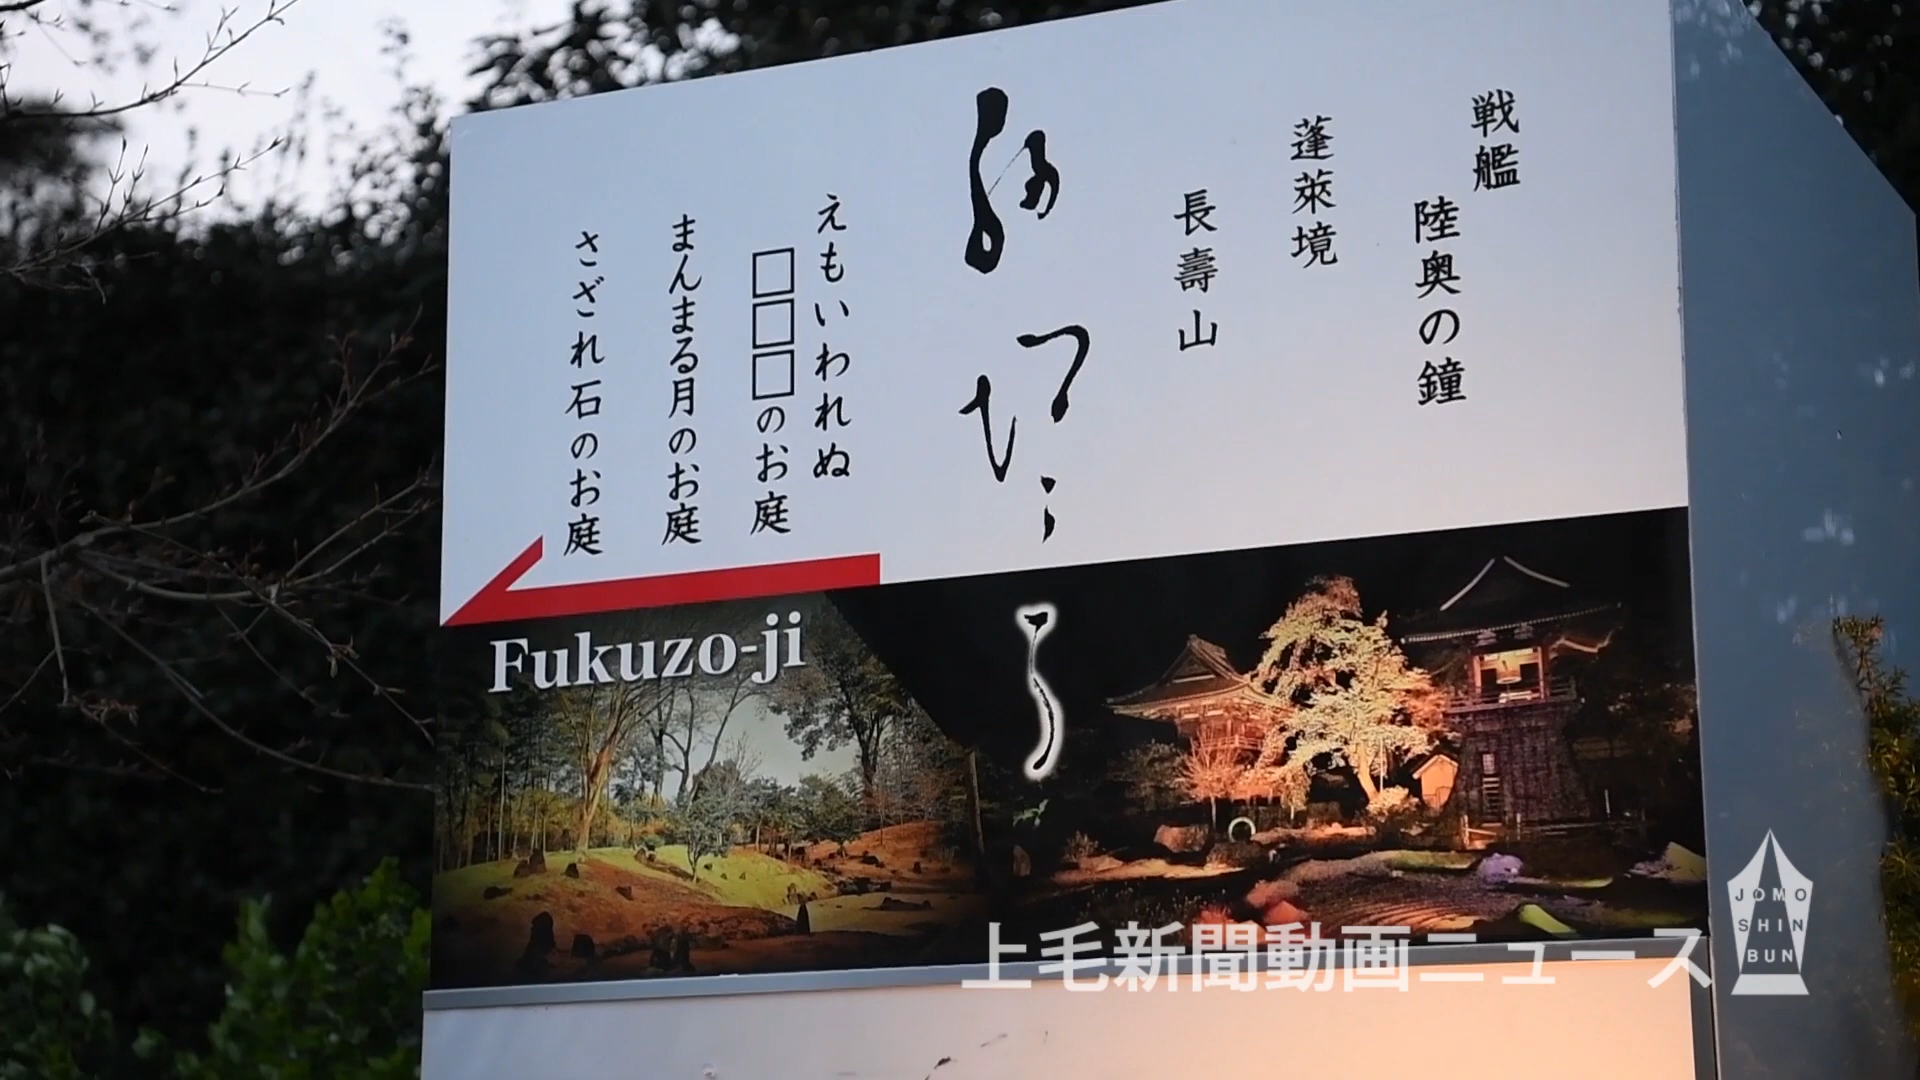 戦艦
陸奥の鐘
蓬萊境
長壽山
えもいわれぬ
□□□のお庭
まんまる月のお庭
さざれ石のお庭
Fukuzo-ji
上毛新聞動画ニュース
JOMO
SHIN
BUN